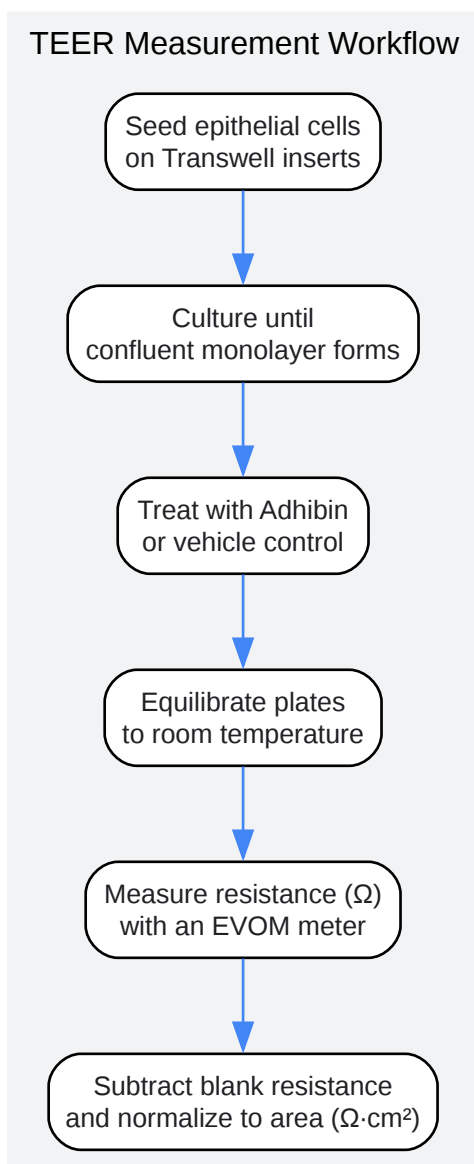 TEER Measurement Workflow
Seed epithelial cells
on Transwell inserts
Culture until
confluent monolayer forms
Treat with Adhibin
or vehicle control
Equilibrate plates
to room temperature
Measure resistance (Ω)
with an EVOM meter
Subtract blank resistance
and normalize to area (Ω·cm²)